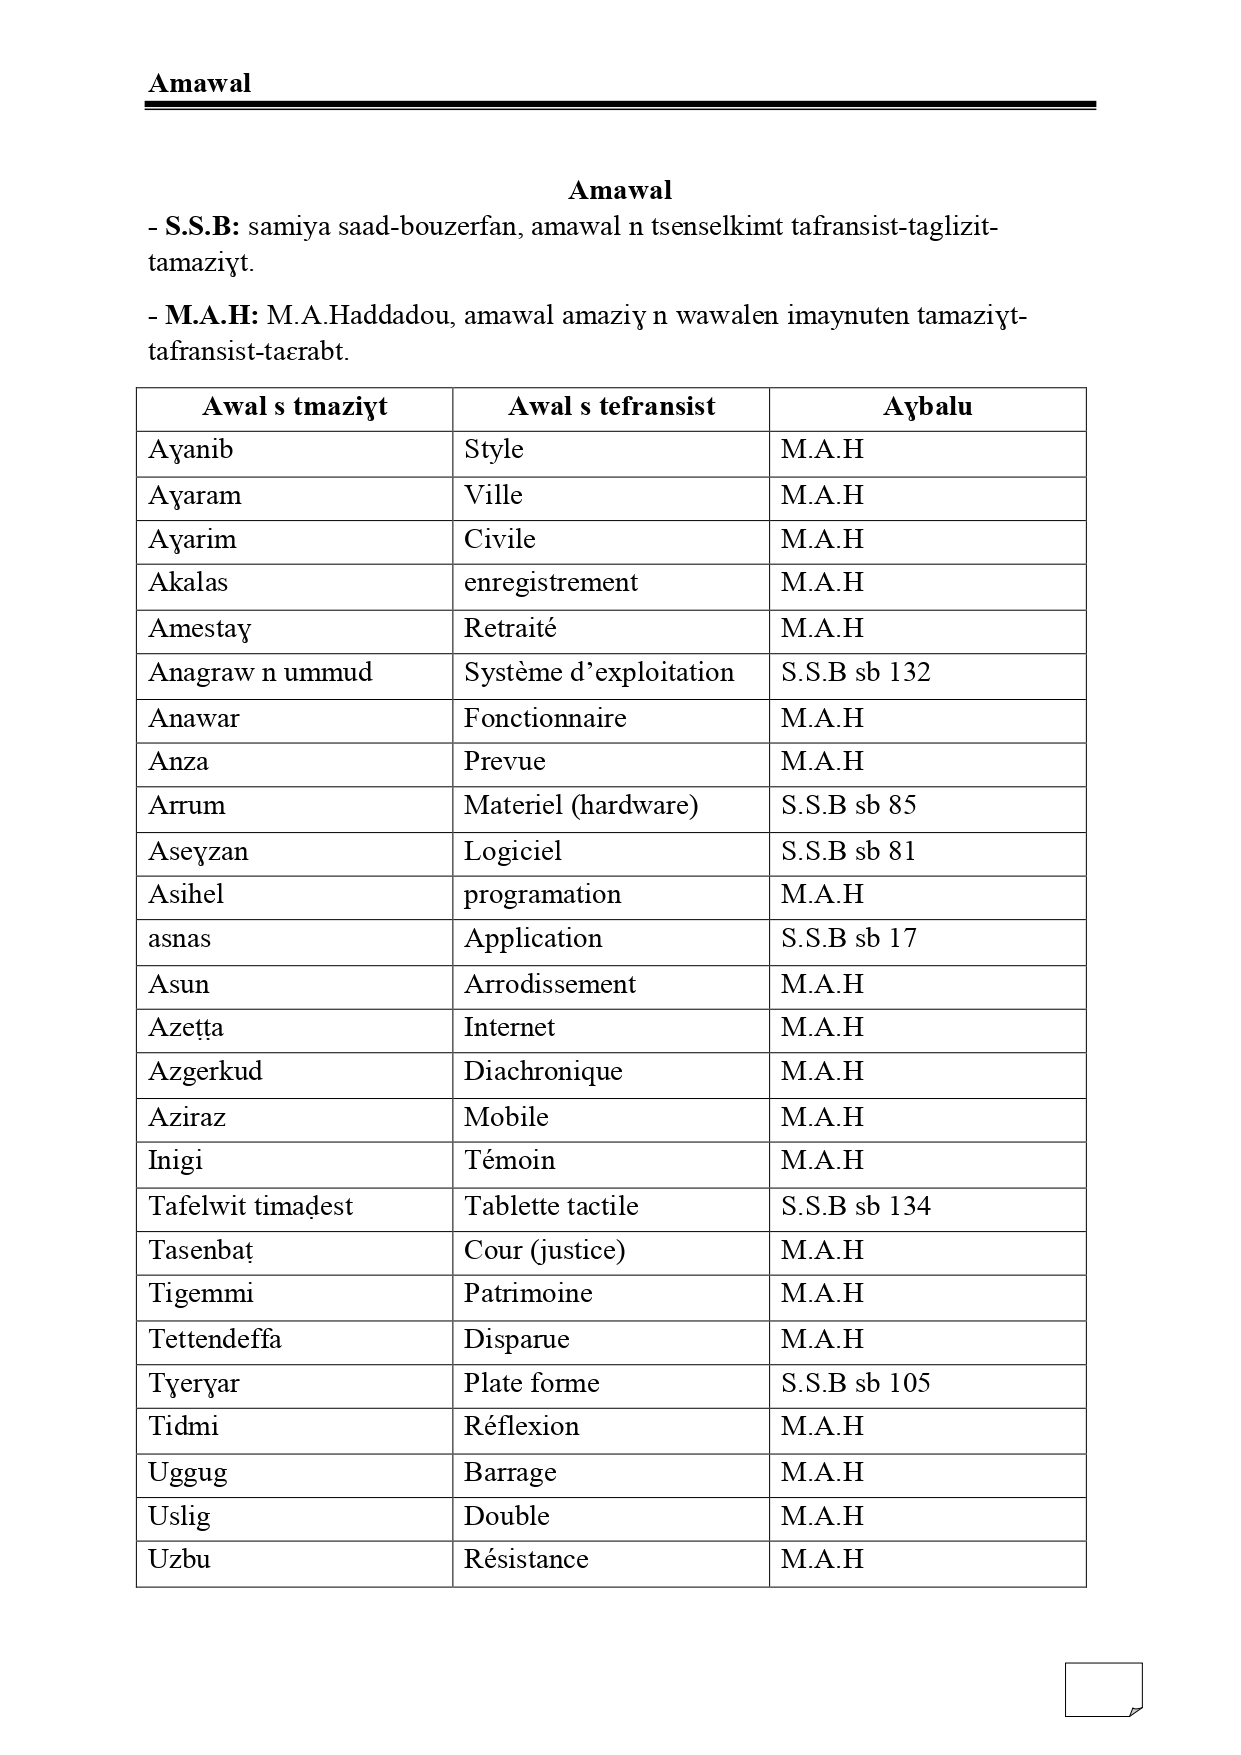 Amawal
Amawal
- S.S.B: samiya saad-bouzerfan, amawal n tsenselkimt tafransist-taglizit-
tamaziɣt.
- M.A.H: M.A.Haddadou, amawal amaziɣ n wawalen imaynuten tamaziɣt-
tafransist-taɛrabt.
Awal s tmaziɣt Awal s tefransist Aɣbalu
Aɣanib Style M.A.H
Aɣaram Ville M.A.H
Aɣarim Civile M.A.H
Akalas enregistrement M.A.H
Amestaɣ Retraité M.A.H
Anagraw n ummud Système d’exploitation S.S.B sb 132
Anawar Fonctionnaire M.A.H
Anza Prevue M.A.H
Arrum Materiel (hardware) S.S.B sb 85
Aseɣzan Logiciel S.S.B sb 81
Asihel programation M.A.H
asnas Application S.S.B sb 17
Asun Arrodissement M.A.H
Azeṭṭa Internet M.A.H
Azgerkud Diachronique M.A.H
Aziraz Mobile M.A.H
Inigi Témoin M.A.H
Tafelwit timaḍest Tablette tactile S.S.B sb 134
Tasenbaṭ Cour (justice) M.A.H
Tigemmi Patrimoine M.A.H
Tettendeffa Disparue M.A.H
Tɣerɣar Plate forme S.S.B sb 105
Tidmi Réflexion M.A.H
Uggug Barrage M.A.H
Uslig Double M.A.H
Uzbu Résistance M.A.H